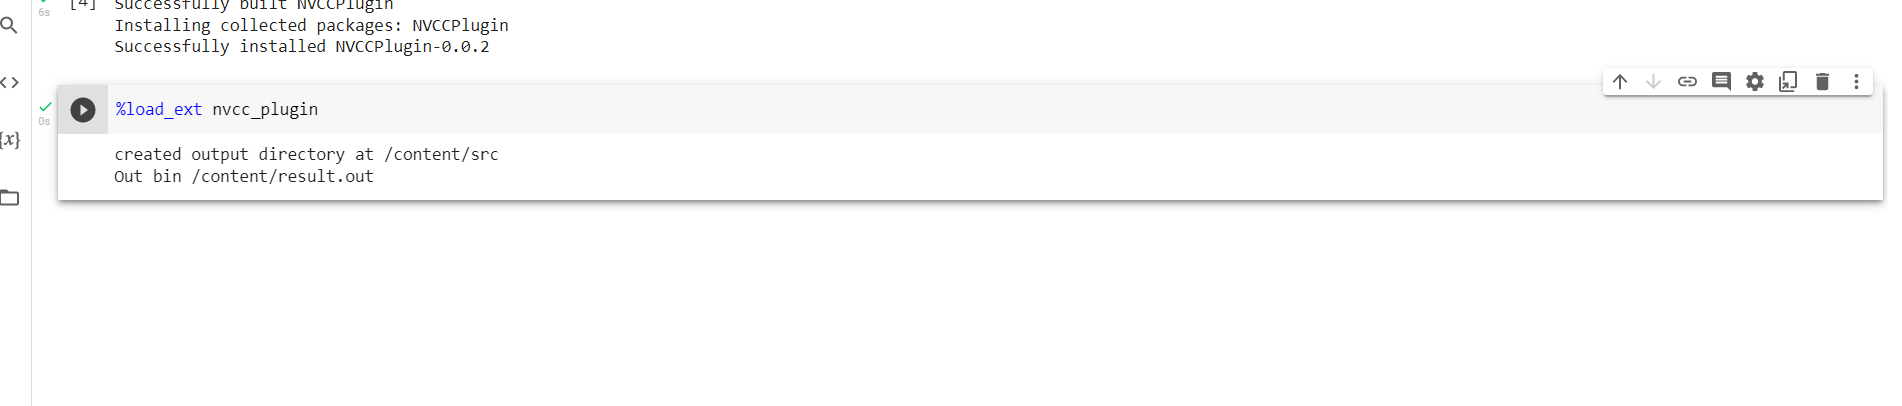 [4] Successfully built NVCCPlugin
6s
Installing collected packages: NVCCPlugin
Successfully installed NVCCPlugin-0.0.2
%load_ext nvcc_plugin
0s
{x}
created output directory at /content/src
Out bin /content/result.out